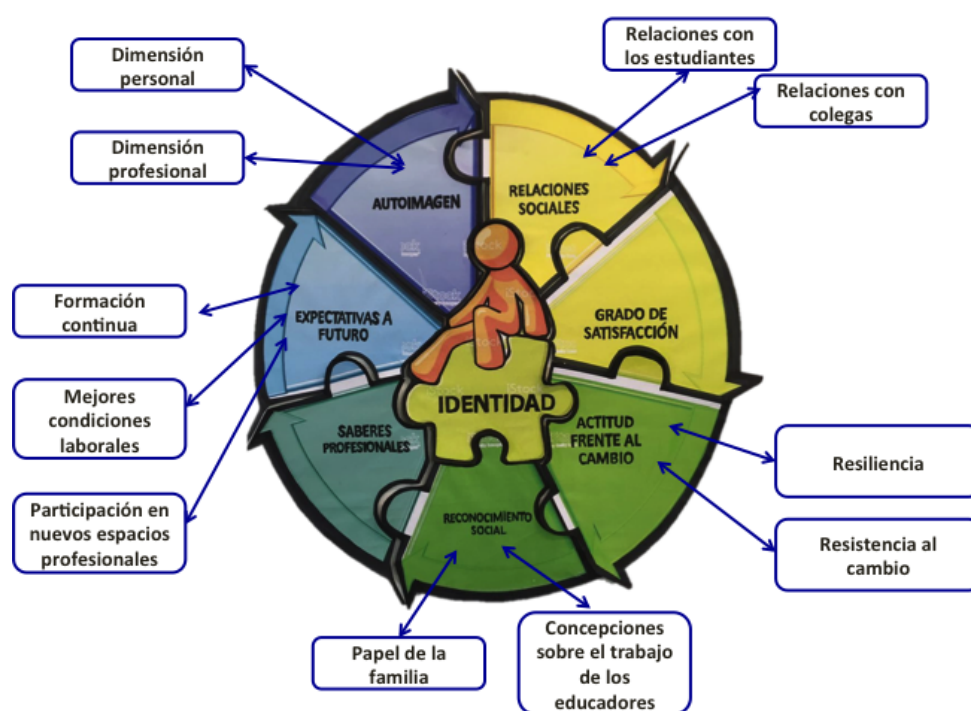 Dimensión
personal
Dimensión
profesional
Relaciones con
los estudiantes
Relaciones con
colegas
AUTOIMAGEN
RELACIONES
SOCIALES
Formación
continua
EXPECTATIVAS A
FUTURO
GRADO DE
SATISFACCIÓN
Mejores
condiciones
laborales
IDENTIDAD
SABERES
PROFESIONALES
ACTITUD
FRENTE AL
CAMBIO
Resiliencia
Participación en
nuevos espacios
profesionales
RECONOCIMIENTO
SOCIAL
Resistencia al
cambio
Papel de la
familia
Concepciones
sobre el trabajo
de los
educadores